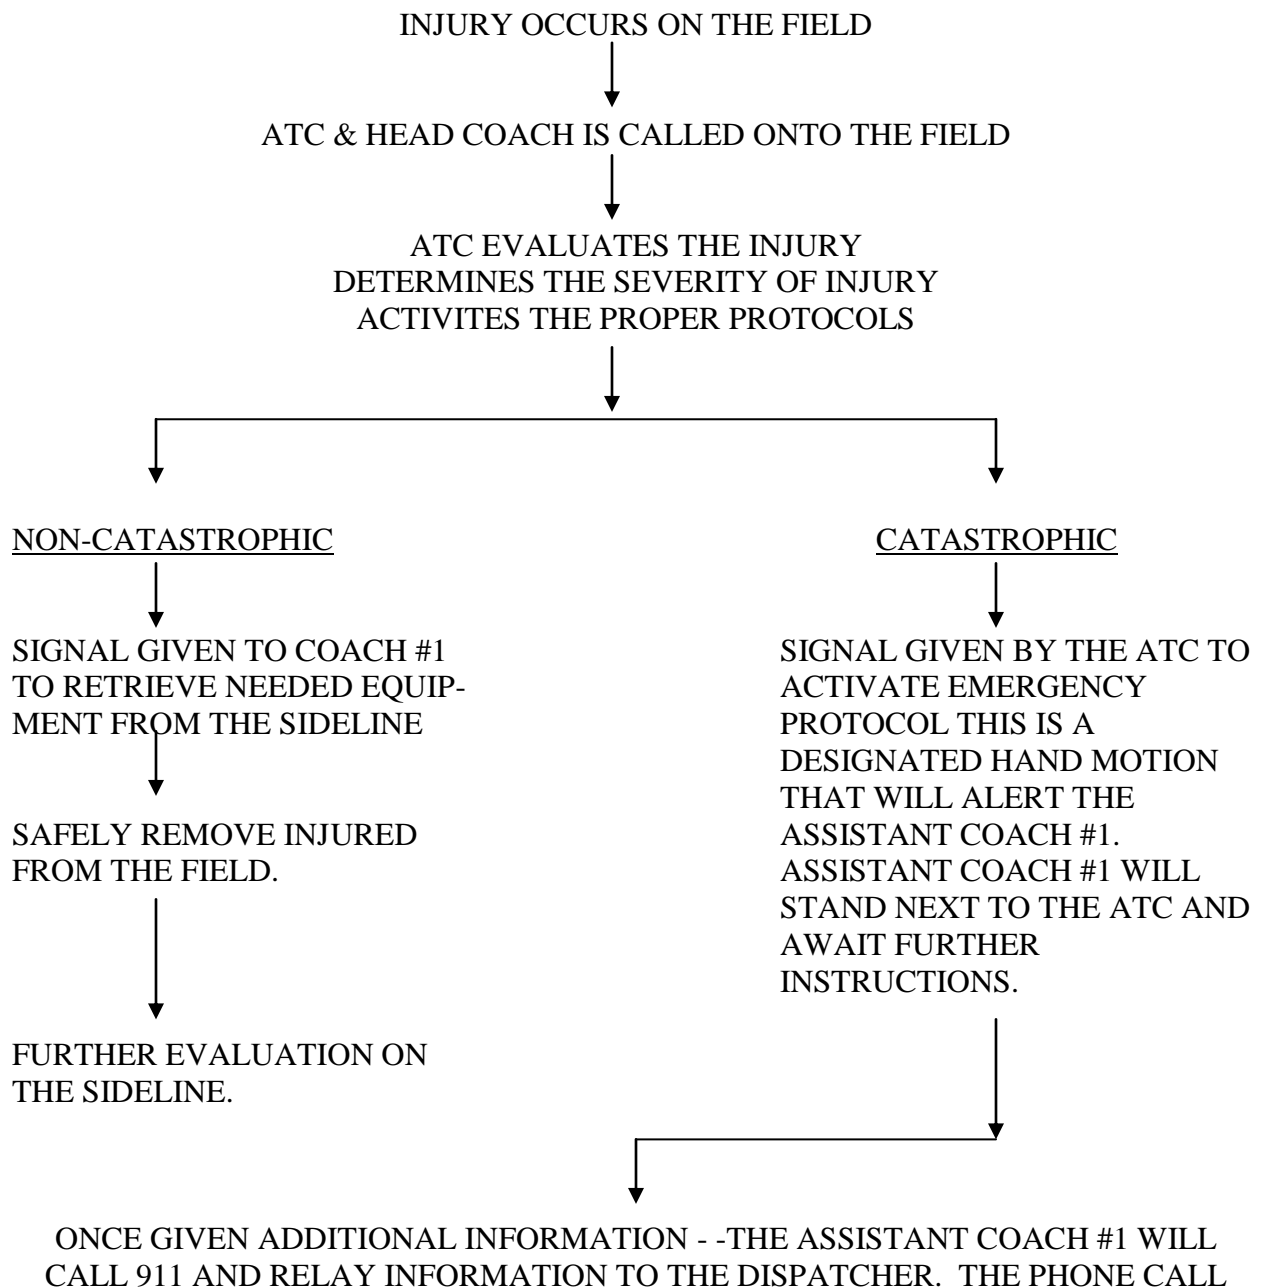 INJURY OCCURS ON THE FIELD
ATC & HEAD COACH IS CALLED ONTO THE FIELD
ATC EVALUATES THE INJURY
DETERMINES THE SEVERITY OF INJURY
ACTIVITES THE PROPER PROTOCOLS
NON-CATASTROPHIC
SIGNAL GIVEN TO COACH #1
TO RETRIEVE NEEDED EQUIP-
MENT FROM THE SIDELINE
SAFELY REMOVE INJURED
FROM THE FIELD.
FURTHER EVALUATION ON
THE SIDELINE.
CATASTROPHIC
SIGNAL GIVEN BY THE ATC TO
ACTIVATE EMERGENCY
PROTOCOL THIS IS A
DESIGNATED HAND MOTION
THAT WILL ALERT THE
ASSISTANT COACH #1.
ASSISTANT COACH #1 WILL
STAND NEXT TO THE ATC AND
AWAIT FURTHER
INSTRUCTIONS.
ONCE GIVEN ADDITIONAL INFORMATION - -THE ASSISTANT COACH #1 WILL
CALL 911 AND RELAY INFORMATION TO THE DISPATCHER.  THE PHONE CALL